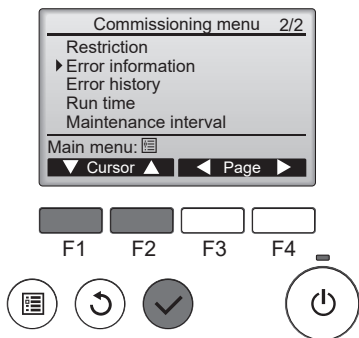 Commissioning menu 2/2
Restriction
Error information
Error history
Run time
Maintenance interval
Main menu:
Cursor Page
F1 F2 F3 F4